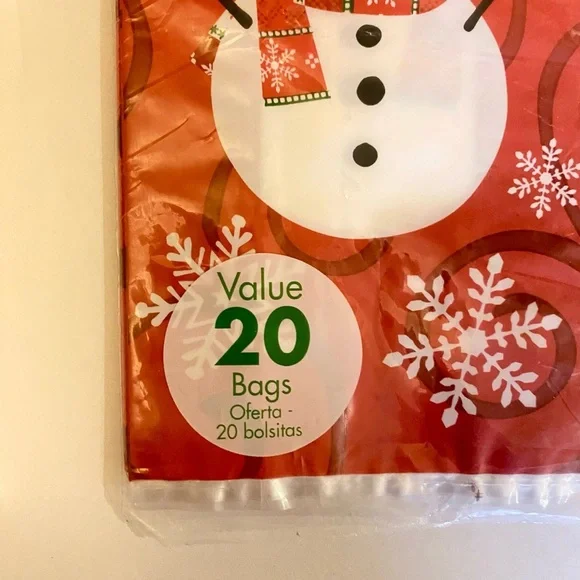 Value
20
Bags
Oferta -
20 bolsitas